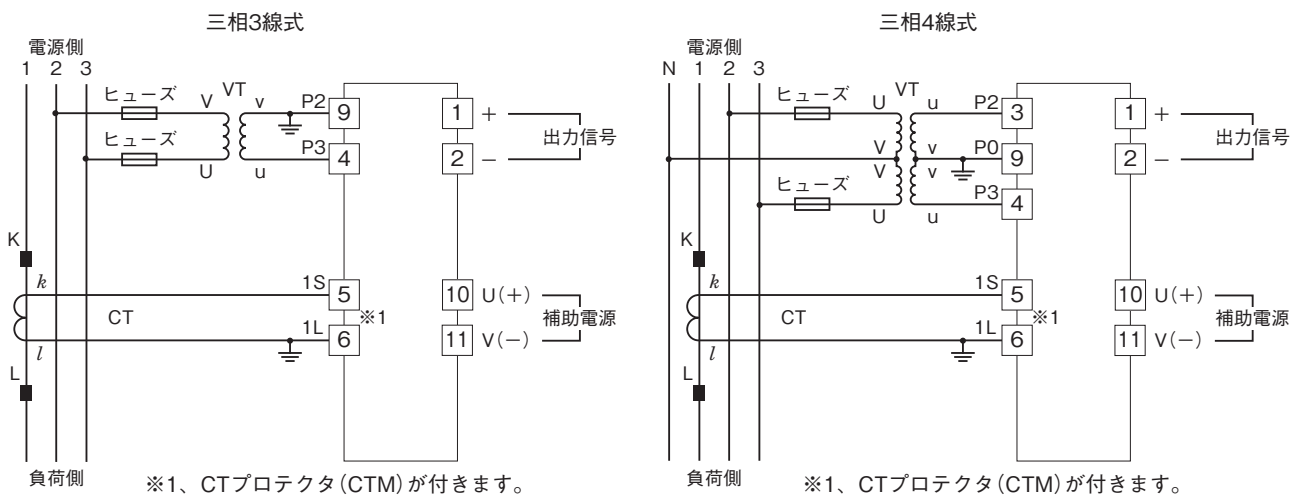 三相3線式
電源側
1 2 3
ヒューズ
V VT v P2 9
ヒューズ
U u P3 4
1 +
2 −
出力信号
K
k 1S 5
CT
※1
l 1L 6
L
10 U(+)
11 V(−)
補助電源
負荷側
※1、CTプロテクタ(CTM)が付きます。
三相4線式
電源側
N 1 2 3
ヒューズ
U VT u P2 3
V v P0 9
V v
ヒューズ
U u P3 4
1 +
2 −
出力信号
K
k 1S 5
CT
※1
l 1L 6
L
10 U(+)
11 V(−)
補助電源
負荷側
※1、CTプロテクタ(CTM)が付きます。